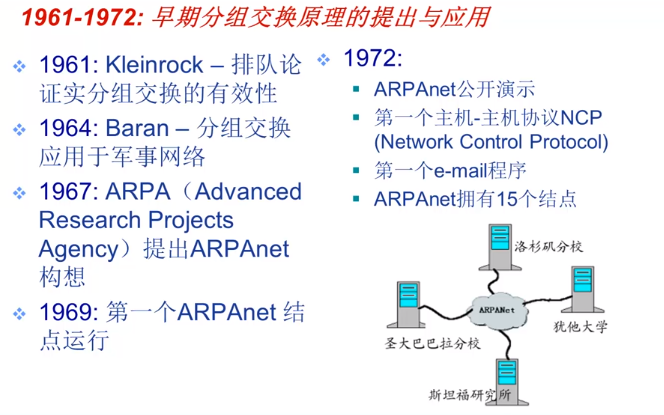 1961-1972: 早期分组交换原理的提出与应用
1961: Kleinrock – 排队论
证实分组交换的有效性
1964: Baran – 分组交换
应用于军事网络
1967: ARPA（Advanced
Research Projects
Agency）提出ARPAnet
构想
1969: 第一个ARPAnet 结
点运行
1972:
ARPAnet公开演示
第一个主机-主机协议NCP
(Network Control Protocol)
第一个e-mail程序
ARPAnet拥有15个结点
洛杉矶分校
ARPANet
犹他大学
圣大巴巴拉分校
斯坦福研究所